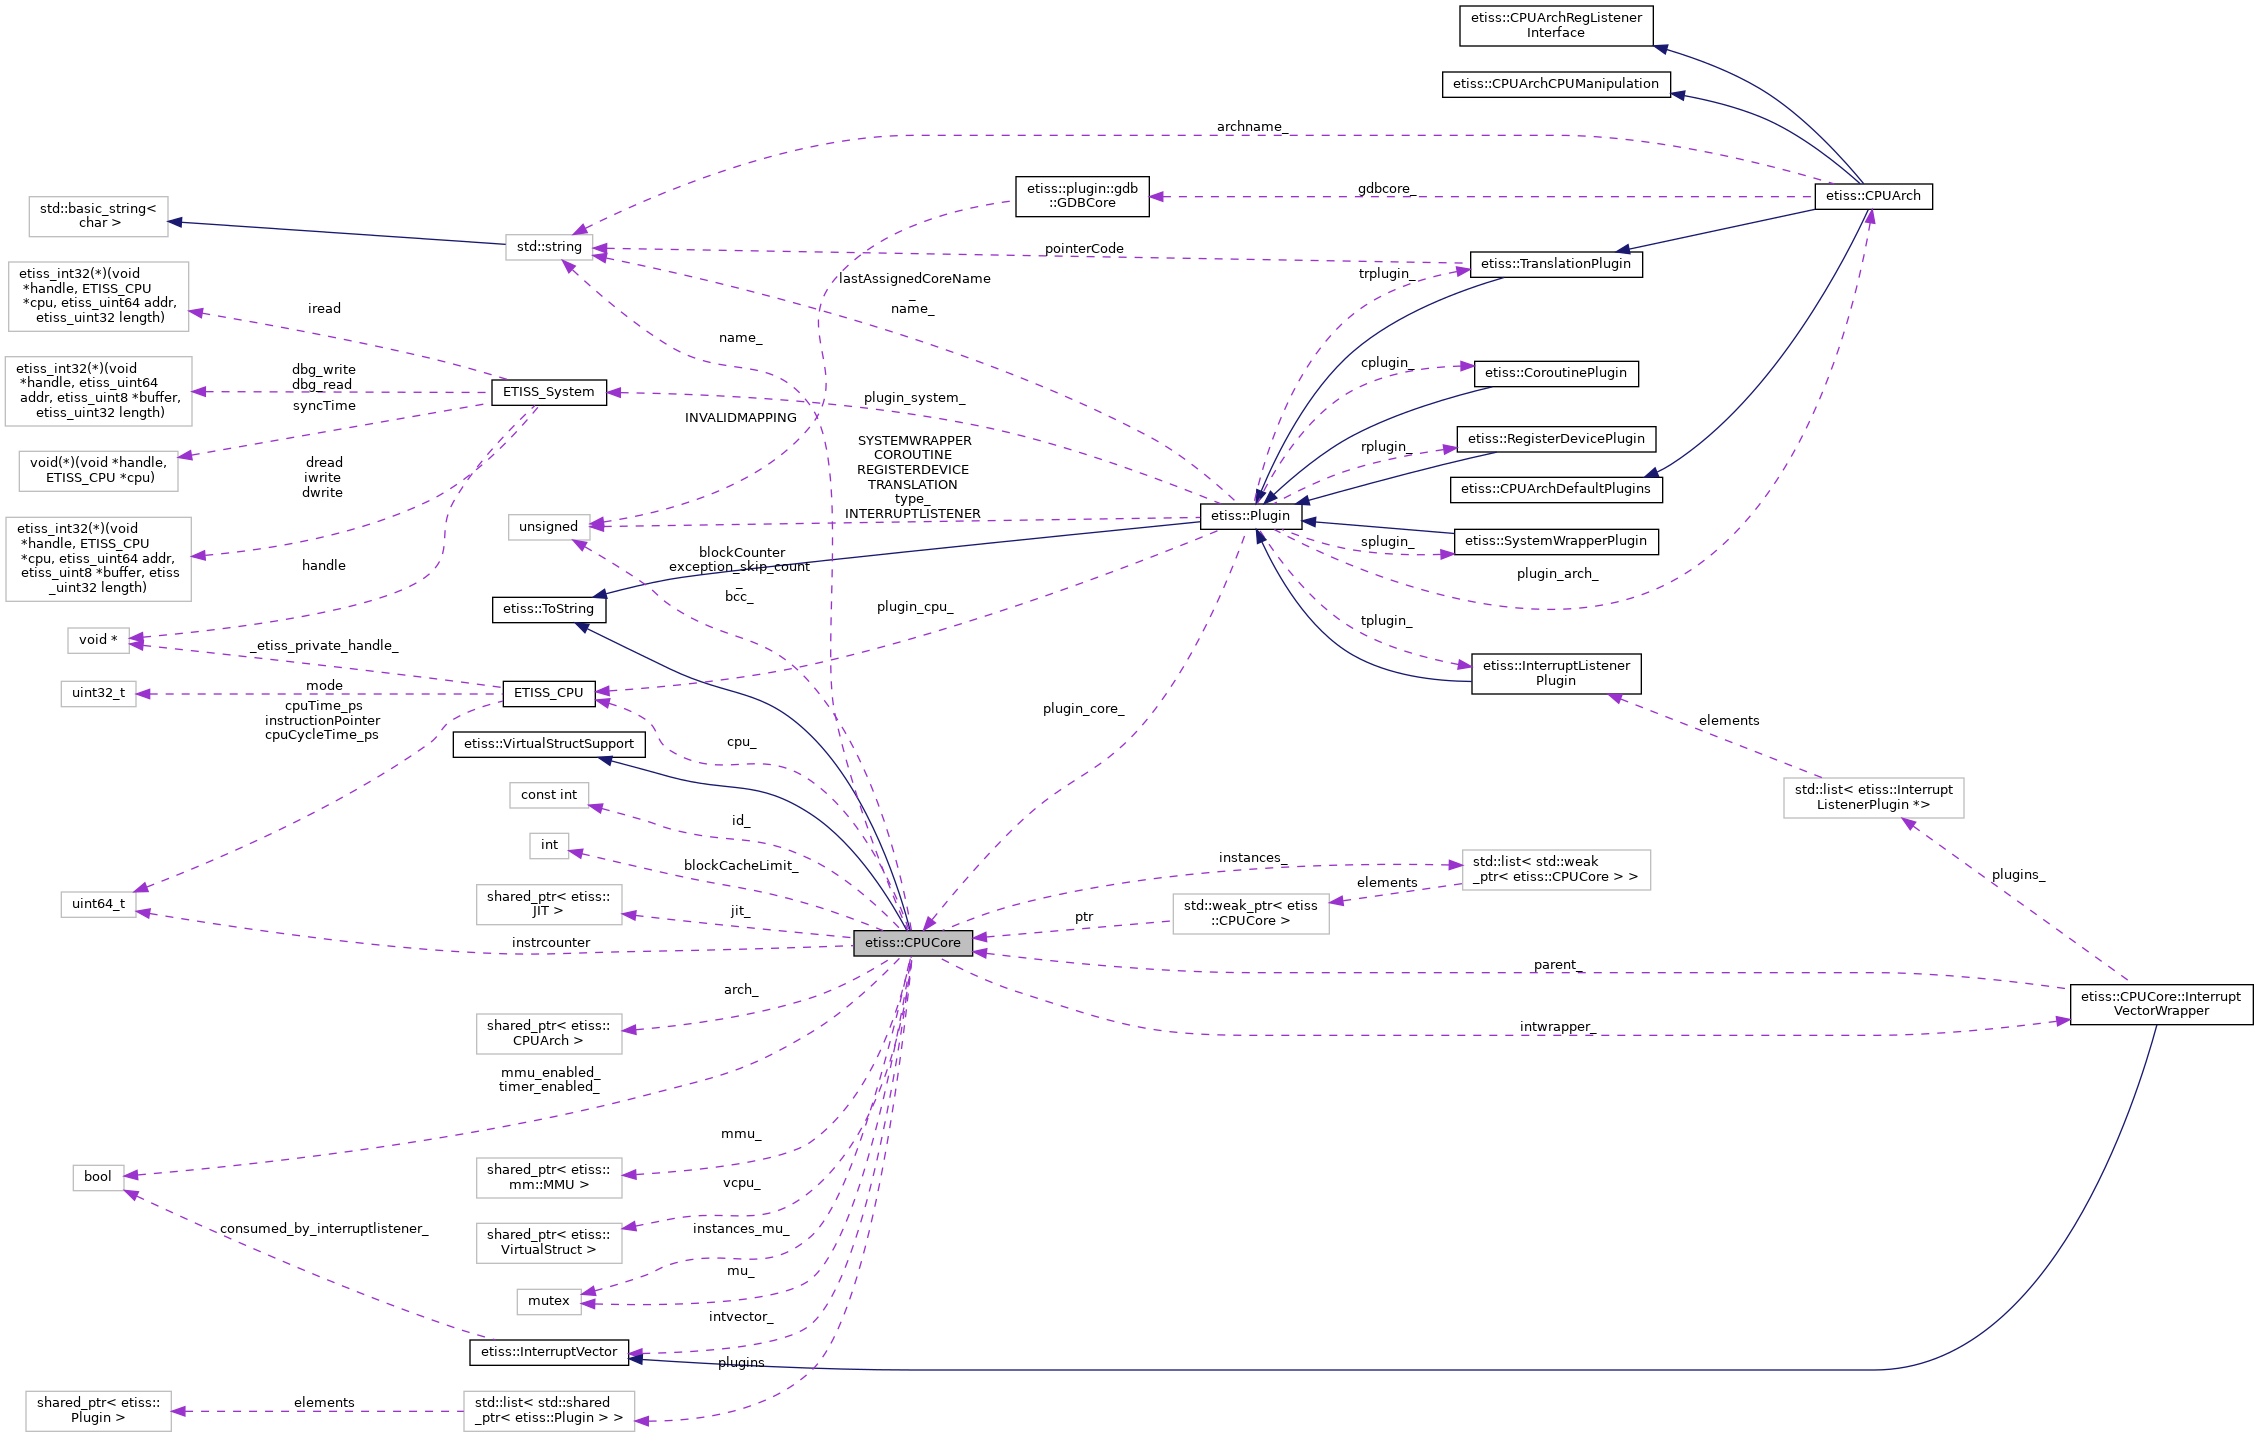 etiss::CPUArchRegListener
Interface
etiss::CPUArchCPUManipulation
archname_
etiss::plugin::gdb
::GDBCore
gdbcore_
etiss::CPUArch
std::basic_string<
char >
std::string
pointerCode
etiss::TranslationPlugin
etiss_int32(*)(void
*handle, ETISS_CPU
*cpu, etiss_uint64 addr,
etiss_uint32 length)
iread
lastAssignedCoreName
_
name_
trplugin_
name_
etiss_int32(*)(void
*handle, etiss_uint64
addr, etiss_uint8 *buffer,
etiss_uint32 length)
dbg_write
dbg_read
syncTime
ETISS_System
plugin_system_
cplugin_
etiss::CoroutinePlugin
INVALIDMAPPING
rplugin_
etiss::RegisterDevicePlugin
void(*)(void *handle,
ETISS_CPU *cpu)
dread
iwrite
dwrite
SYSTEMWRAPPER
COROUTINE
REGISTERDEVICE
TRANSLATION
type_
INTERRUPTLISTENER
etiss::CPUArchDefaultPlugins
unsigned
etiss::Plugin
splugin_
etiss::SystemWrapperPlugin
etiss_int32(*)(void
*handle, ETISS_CPU
*cpu, etiss_uint64 addr,
etiss_uint8 *buffer, etiss
_uint32 length)
handle
blockCounter
exception_skip_count
_
bcc_
plugin_arch_
etiss::ToString
plugin_cpu_
tplugin_
void *
_etiss_private_handle_
etiss::InterruptListener
Plugin
uint32_t
mode
ETISS_CPU
cpuTime_ps
instructionPointer
cpuCycleTime_ps
plugin_core_
elements
etiss::VirtualStructSupport
cpu_
const int
id_
std::list< etiss::Interrupt
ListenerPlugin *>
int
blockCacheLimit_
instances_
std::list< std::weak
_ptr< etiss::CPUCore > >
plugins_
uint64_t
shared_ptr< etiss::
JIT >
jit_
elements
std::weak_ptr< etiss
::CPUCore >
ptr
instrcounter
etiss::CPUCore
parent_
arch_
etiss::CPUCore::Interrupt
VectorWrapper
shared_ptr< etiss::
CPUArch >
intwrapper_
mmu_enabled_
timer_enabled_
mmu_
bool
shared_ptr< etiss::
mm::MMU >
vcpu_
consumed_by_interruptlistener_
shared_ptr< etiss::
VirtualStruct >
instances_mu_
mu_
mutex
intvector_
etiss::InterruptVector
plugins
shared_ptr< etiss::
Plugin >
elements
std::list< std::shared
_ptr< etiss::Plugin > >